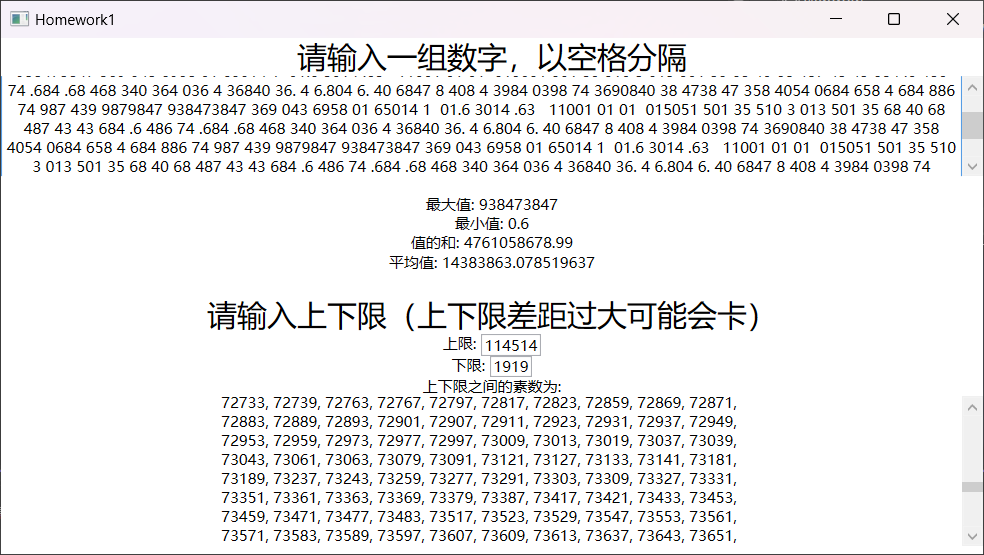 Homework1
请输入一组数字，以空格分隔
74 .684 .68 468 340 364 036 4 36840 36. 4 6.804 6. 40 6847 8 408 4 3984 0398 74 3690840 38 4738 47 358 4054 0684 658 4 684 886
74 987 439 9879847 938473847 369 043 6958 01 65014 1  01.6 3014 .63   11001 01 01  015051 501 35 510 3 013 501 35 68 40 68
487 43 43 684 .6 486 74 .684 .68 468 340 364 036 4 36840 36. 4 6.804 6. 40 6847 8 408 4 3984 0398 74 3690840 38 4738 47 358
4054 0684 658 4 684 886 74 987 439 9879847 938473847 369 043 6958 01 65014 1  01.6 3014 .63   11001 01 01  015051 501 35 510
3 013 501 35 68 40 68 487 43 43 684 .6 486 74 .684 .68 468 340 364 036 4 36840 36. 4 6.804 6. 40 6847 8 408 4 3984 0398 74
最大值: 938473847
最小值: 0.6
值的和: 4761058678.99
平均值: 14383863.078519637
请输入上下限（上下限差距过大可能会卡）
上限: 114514
下限: 1919
上下限之间的素数为:
72733, 72739, 72763, 72767, 72797, 72817, 72823, 72859, 72869, 72871,
72883, 72889, 72893, 72901, 72907, 72911, 72923, 72931, 72937, 72949,
72953, 72959, 72973, 72977, 72997, 73009, 73013, 73019, 73037, 73039,
73043, 73061, 73063, 73079, 73091, 73121, 73127, 73133, 73141, 73181,
73189, 73237, 73243, 73259, 73277, 73291, 73303, 73309, 73327, 73331,
73351, 73361, 73363, 73369, 73379, 73387, 73417, 73421, 73433, 73453,
73459, 73471, 73477, 73483, 73517, 73523, 73529, 73547, 73553, 73561,
73571, 73583, 73589, 73597, 73607, 73609, 73613, 73637, 73643, 73651,